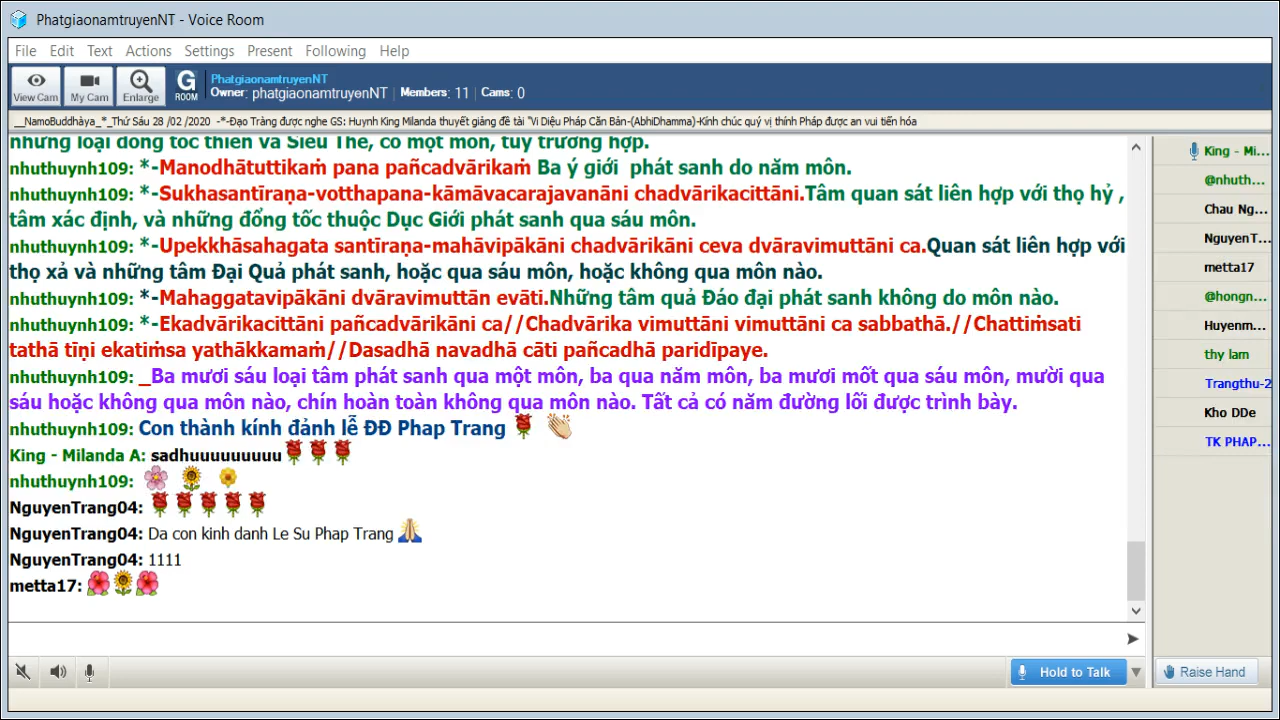 PhatgiaonamtruyenNT - Voice Room
File Edit Text Actions Settings Present Following Help
View Cam My Cam Enlarge G ROOM PhatgiaonamtruyenNT
Owner: phatgiaonamtruyenNT Members: 11 Cams: 0
__NamoBuddhàya_*_Thứ Sáu 28 /02 /2020 -*-Đạo Tràng được nghe GS: Huynh King Milanda thuyết giảng đề tài "Vi Diệu Pháp Căn Bản-(AbhiDhamma)-Kính chúc quý vị thính Pháp được an vui tiến hóa
những loại đổng tốc thiện và Siêu Thế, có một môn, tùy trường hợp.
nhuthuynh109: *-Manodhātuttikaṁ pana pañcadvārikaṁ Ba ý giới phát sanh do năm môn.
nhuthuynh109: *-Sukhasantīraṇa-votthapana-kāmāvacarajavanāni chadvārikacittāni.Tâm quan sát liên hợp với thọ hỷ ,
tâm xác định, và những đổng tốc thuộc Dục Giới phát sanh qua sáu môn.
nhuthuynh109: *-Upekkhāsahagata santīraṇa-mahāvipākāni chadvārikāni ceva dvāravimuttāni ca.Quan sát liên hợp với
thọ xả và những tâm Đại Quả phát sanh, hoặc qua sáu môn, hoặc không qua môn nào.
nhuthuynh109: *-Mahaggatavipākāni dvāravimuttān evāti.Những tâm quả Đáo đại phát sanh không do môn nào.
nhuthuynh109: *-Ekadvārikacittāni pañcadvārikāni ca//Chadvārika vimuttāni vimuttāni ca sabbathā.//Chattiṁsati
tathā tīṇi ekatiṁsa yathākkamaṁ//Dasadhā navadhā cāti pañcadhā paridīpaye.
nhuthuynh109: _Ba mươi sáu loại tâm phát sanh qua một môn, ba qua năm môn, ba mươi mốt qua sáu môn, mười qua
sáu hoặc không qua môn nào, chín hoàn toàn không qua môn nào. Tất cả có năm đường lối được trình bày.
nhuthuynh109: Con thành kính đảnh lễ ĐĐ Phap Trang
King - Milanda A: sadhuuuuuuuuu
nhuthuynh109:
NguyenTrang04:
NguyenTrang04: Da con kinh danh Le Su Phap Trang
NguyenTrang04: 1111
metta17:
Hold to Talk
King - Mi...
@nhuth...
Chau Ng...
NguyenT...
metta17
@hongn...
Huyenm...
thy lam
Trangthu-2
Kho DDe
TK PHAP...
Raise Hand